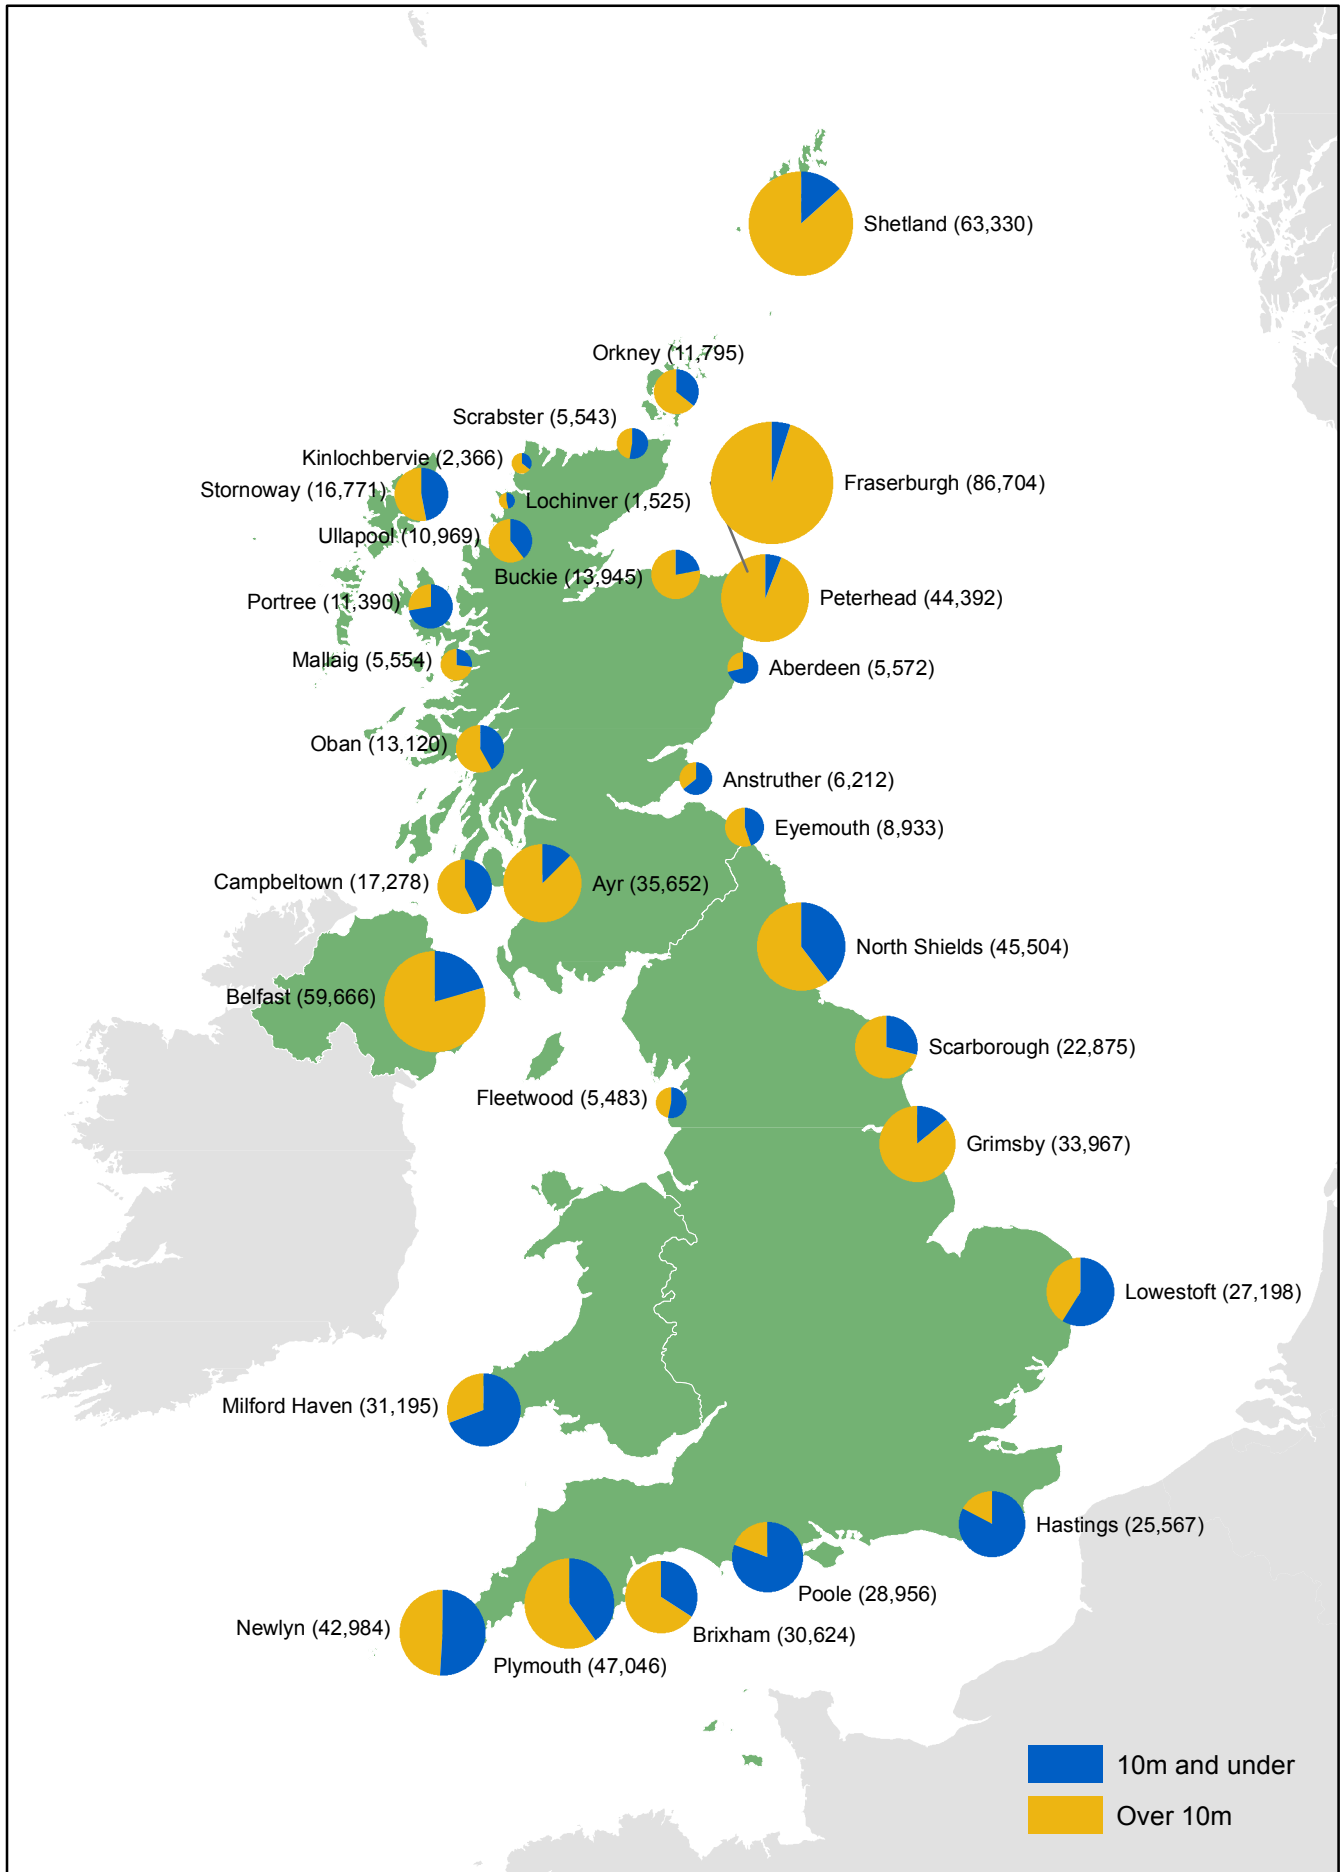 Shetland (63,330)
Orkney (11,795)
Scrabster (5,543)
Kinlochbervie (2,366)
Fraserburgh (86,704)
Stornoway (16,771)
Lochinver (1,525)
Ullapool (10,969)
Buckie (13,945)
Peterhead (44,392)
Portree (11,390)
Mallaig (5,554)
Aberdeen (5,572)
Oban (13,120)
Anstruther (6,212)
Eyemouth (8,933)
Campbeltown (17,278)
Ayr (35,652)
North Shields (45,504)
Belfast (59,666)
Scarborough (22,875)
Fleetwood (5,483)
Grimsby (33,967)
Lowestoft (27,198)
Milford Haven (31,195)
Hastings (25,567)
Poole (28,956)
Newlyn (42,984)
Brixham (30,624)
Plymouth (47,046)
10m and under
Over 10m